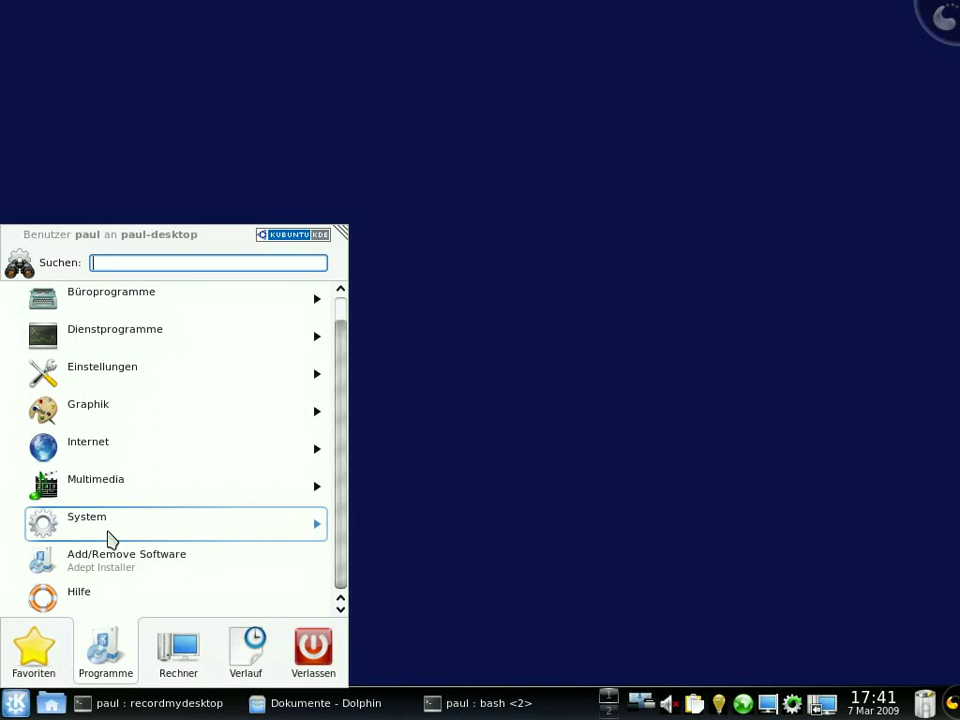 Benutzer paul an paul-desktop
KUBUNTU KDE
Suchen:
Büroprogramme
Dienstprogramme
Einstellungen
Graphik
Internet
Multimedia
System
Add/Remove Software
Adept Installer
Hilfe
Favoriten
Programme
Rechner
Verlauf
Verlassen
paul : recordmydesktop
Dokumente - Dolphin
paul : bash <2>
1
2
17:41
7 Mar 2009